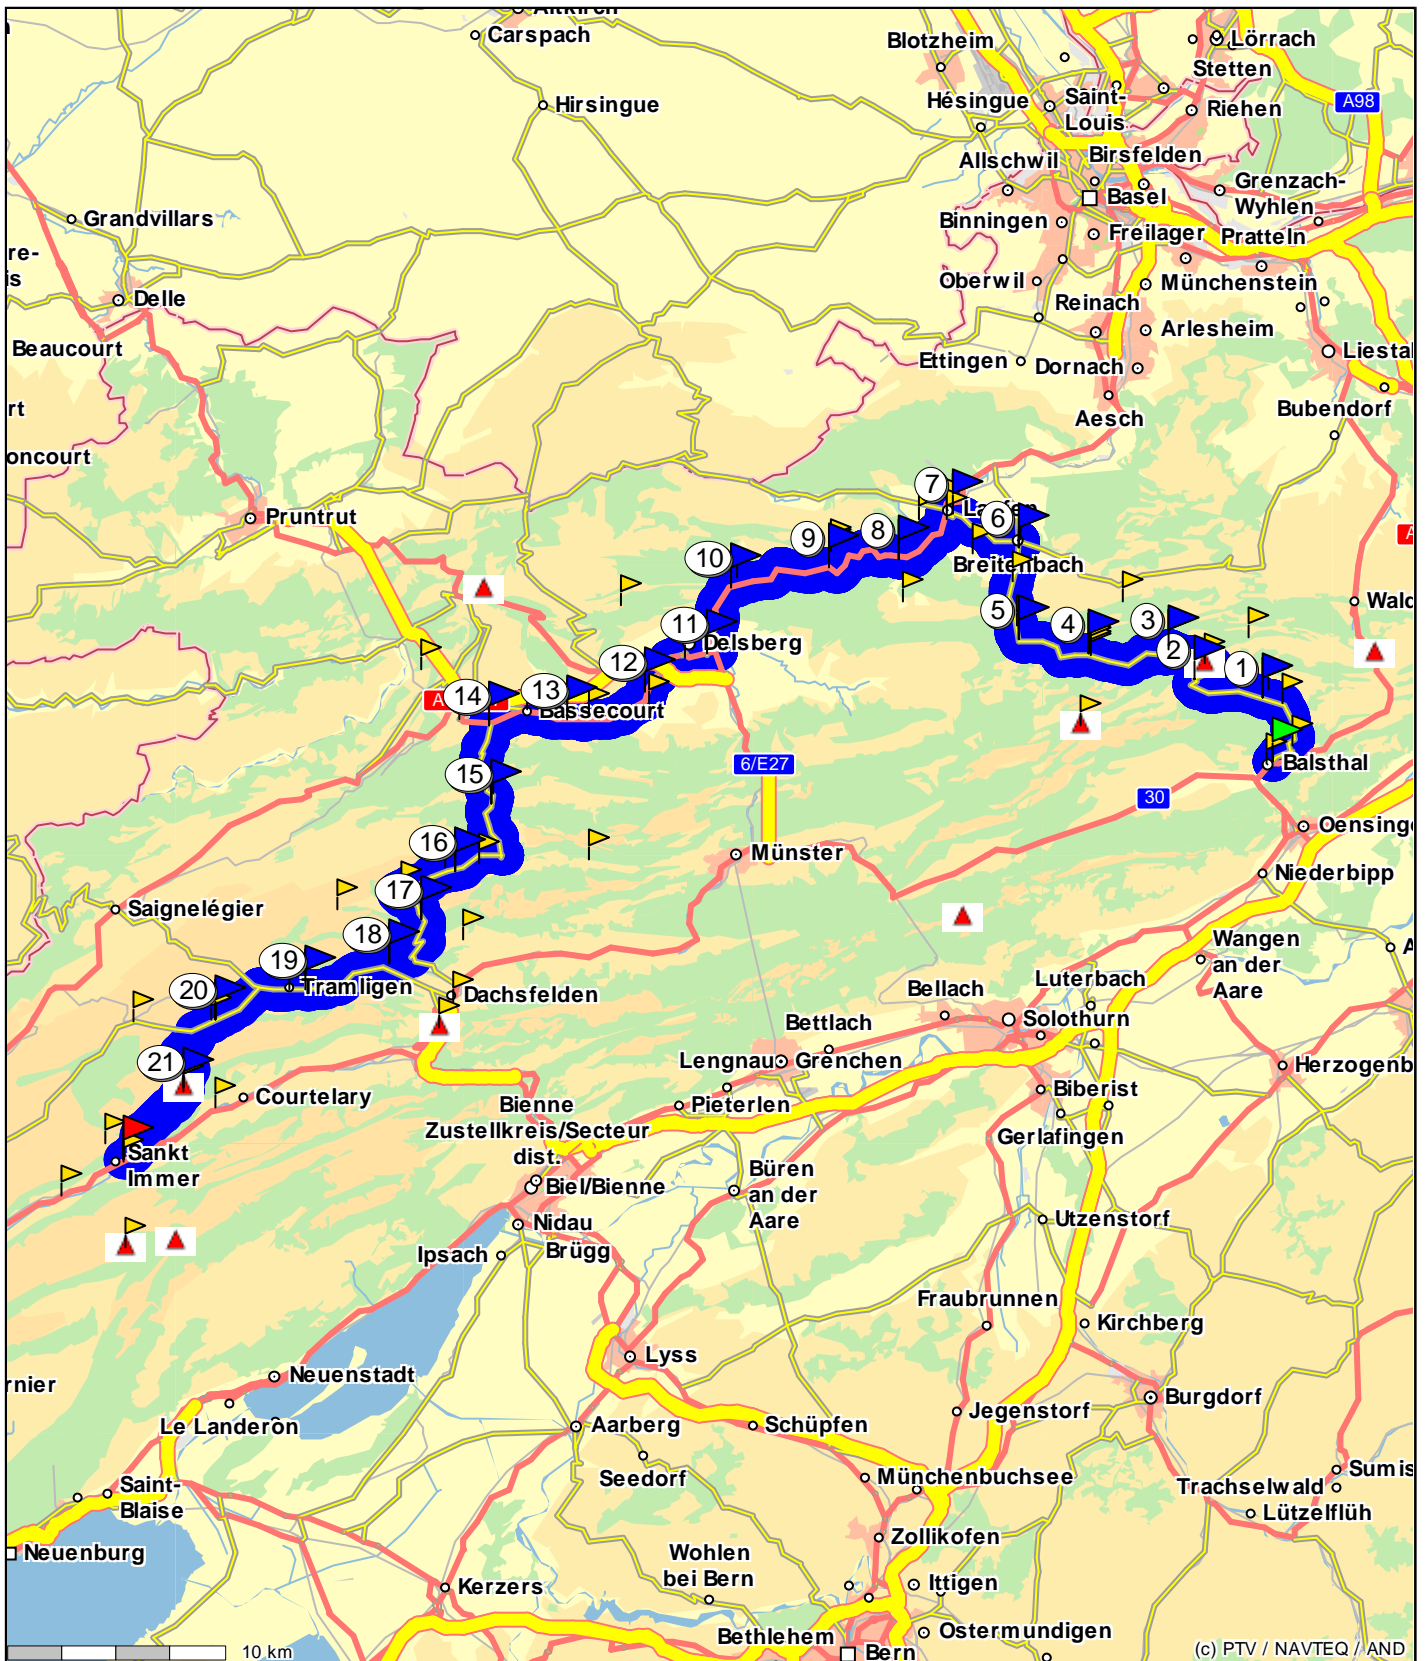 Altkirch
Carspach
Blotzheim
Lörrach
Stetten
Hirsingue
Hésingue
Saint-
Louis
A98
Riehen
Allschwil
Birsfelden
Grenzach-
Wyhlen
Basel
Grandvillars
Binningen
Freilager
Pratteln
re-
is
Delle
Oberwil
Münchenstein
Reinach
Arlesheim
Beaucourt
Ettingen
Dornach
Liestal
rt
Aesch
Bubendorf
oncourt
7
Pruntrut
6
8
9
10
Breitenbach
5
4
3
2
1
11
Delsberg
12
13
14
Bassecourt
Balsthal
6/E27
15
30
16
Münster
Oensinge
Niederbipp
17
Saignelégier
18
19
Wangen
an der
Aare
20
Tramligen
Dachsfelden
Luterbach
Bellach
Bettlach
Solothurn
21
Lengnau
Grenchen
Herzogenb
Courtelary
Pieterlen
Biberist
Bienne
Zustellkreis/Secteur
dist.
Gerlafingen
Sankt
Immer
Biel/Bienne
Büren
an der
Aare
Nidau
Brügg
Ipsach
Utzenstorf
Fraubrunnen
Kirchberg
Lyss
Neuenstadt
rnier
Burgdorf
Le Landeron
Aarberg
Schüpfen
Jegenstorf
Seedorf
Münchenbuchsee
Sumis
Trachselwald
Lützelflüh
Saint-
Blaise
Zollikofen
Neuenburg
Wohlen
bei Bern
Ittigen
Kerzers
Bethlehem
Ostermundigen
Bern
10 km
(c) PTV / NAVTEQ / AND